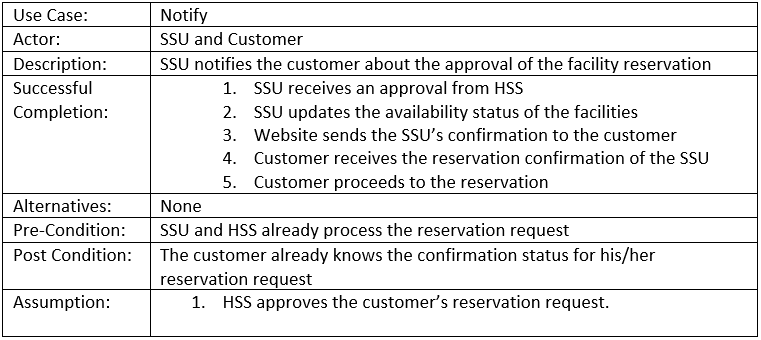 Use Case: Notify
Actor: SSU and Customer
Description: SSU notifies the customer about the approval of the facility reservation
Successful Completion:
1. SSU receives an approval from HSS
2. SSU updates the availability status of the facilities
3. Website sends the SSU’s confirmation to the customer
4. Customer receives the reservation confirmation of the SSU
5. Customer proceeds to the reservation
Alternatives: None
Pre-Condition: SSU and HSS already process the reservation request
Post Condition: The customer already knows the confirmation status for his/her
reservation request
Assumption: 1. HSS approves the customer’s reservation request.